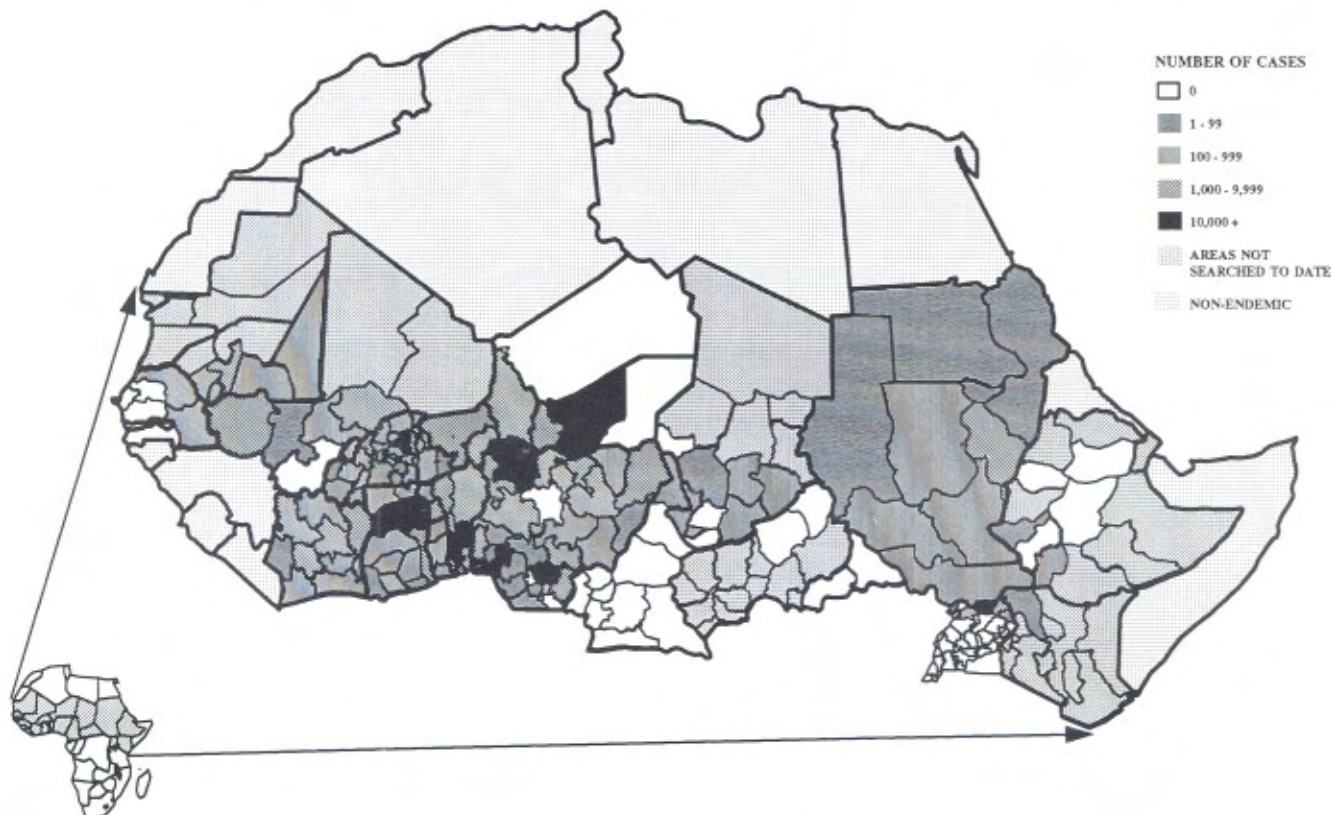 NUMBER OF CASES
0
1 - 99
100 - 999
1,000 - 9,999
10,000 +
AREAS NOT
SEARCHED TO DATE
NON-ENDEMIC